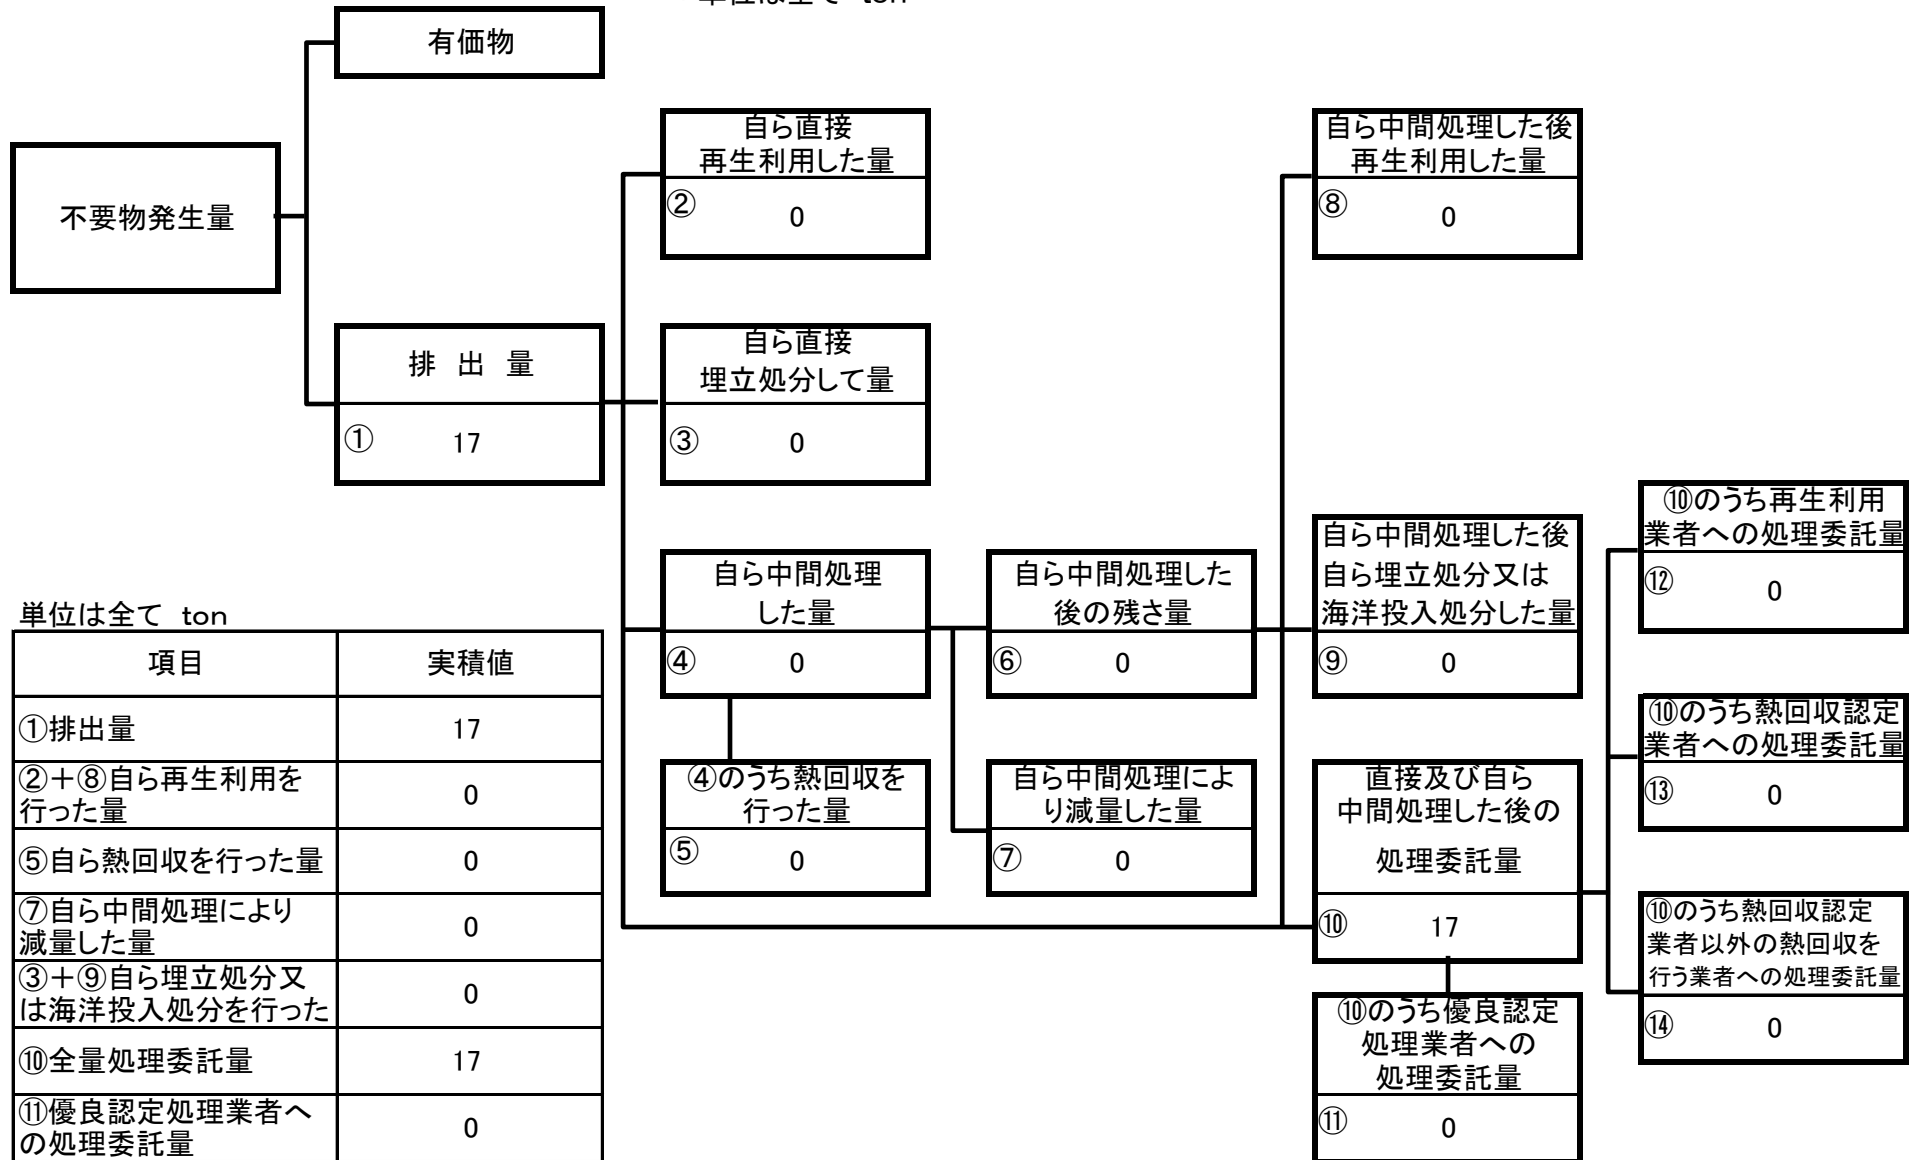 単位は全て ton
有価物
不要物発生量
排 出 量
① 17
自ら直接
再生利用した量
② 0
自ら直接
埋立処分して量
③ 0
自ら中間処理
した量
④ 0
④のうち熱回収を
行った量
⑤ 0
自ら中間処理した
後の残さ量
⑥ 0
自ら中間処理によ
り減量した量
⑦ 0
自ら中間処理した後
再生利用した量
⑧ 0
自ら中間処理した後
自ら埋立処分又は
海洋投入処分した量
⑨ 0
直接及び自ら
中間処理した後の
処理委託量
⑩ 17
⑩のうち優良認定
処理業者への
処理委託量
⑪ 0
⑩のうち再生利用
業者への処理委託量
⑫ 0
⑩のうち熱回収認定
業者への処理委託量
⑬ 0
⑩のうち熱回収認定
業者以外の熱回収を
行う業者への処理委託量
⑭ 0
単位は全て ton
項目 実積値
①排出量 17
②＋⑧自ら再生利用を
行った量 0
⑤自ら熱回収を行った量 0
⑦自ら中間処理により
減量した量 0
③＋⑨自ら埋立処分又
は海洋投入処分を行った 0
⑩全量処理委託量 17
⑪優良認定処理業者へ
の処理委託量 0